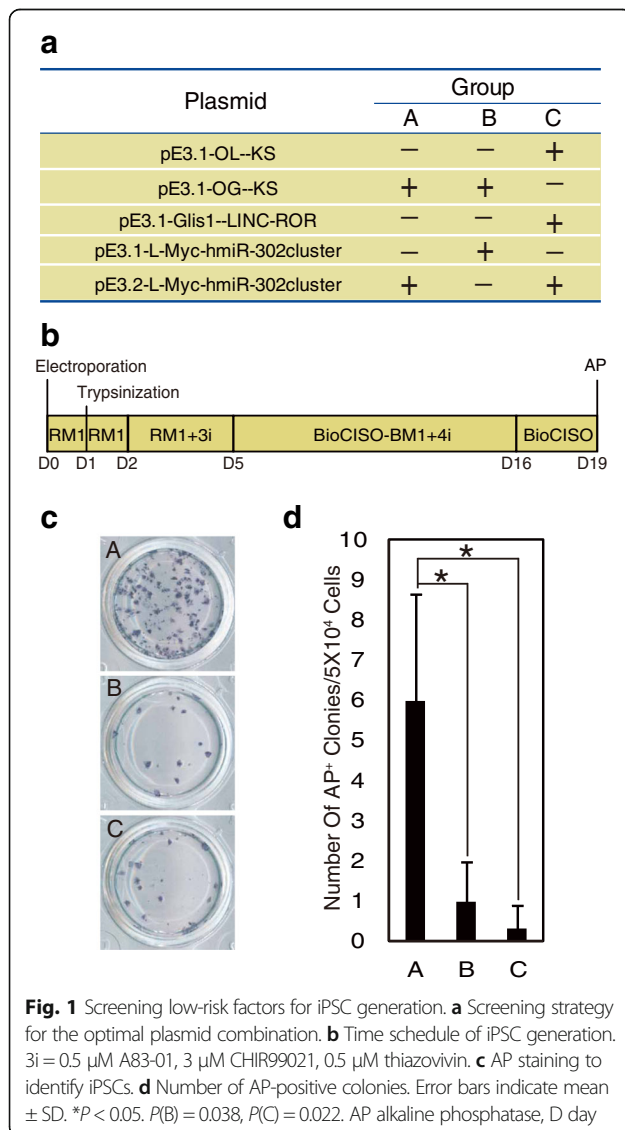 a
Plasmid Group
A B C
pE3.1-OL--KS − − +
pE3.1-OG--KS + + −
pE3.1-Glis1--LINC-ROR − − +
pE3.1-L-Myc-hmiR-302cluster − + −
pE3.2-L-Myc-hmiR-302cluster + − +
b
Electroporation AP
Trypsinization
RM1 RM1 RM1+3i BioCISO-BM1+4i BioCISO
D0 D1 D2 D5 D16 D19
c
A
B
C
d
Number Of AP⁺ Clonies/5X10⁴ Cells
10
9
8
7
6
5
4
3
2
1
0
*
*
A B C
Fig. 1 Screening low-risk factors for iPSC generation. a Screening strategy
for the optimal plasmid combination. b Time schedule of iPSC generation.
3i = 0.5 μM A83-01, 3 μM CHIR99021, 0.5 μM thiazovivin. c AP staining to
identify iPSCs. d Number of AP-positive colonies. Error bars indicate mean
± SD. *P < 0.05. P(B) = 0.038, P(C) = 0.022. AP alkaline phosphatase, D day